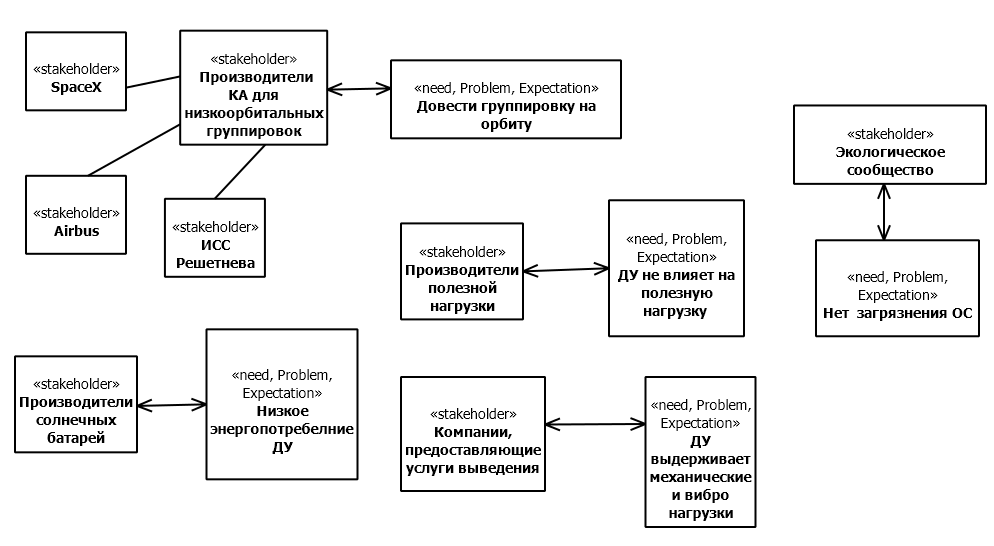 «stakeholder»
SpaceX
«stakeholder»
Производители
КА для
низкоорбитальных
группировок
«need, Problem, Expectation»
Довести группировку на
орбиту
«stakeholder»
Экологическое
сообщество
«stakeholder»
Airbus
«stakeholder»
ИСС
Решетнева
«stakeholder»
Производители
полезной
нагрузки
«need, Problem,
Expectation»
ДУ не влияет на
полезную
нагрузку
«need, Problem,
Expectation»
Нет загрязнения ОС
«stakeholder»
Производители
солнечных
батарей
«need, Problem,
Expectation»
Низкое
энергопотребелние
ДУ
«stakeholder»
Компании,
предоставляющие
услуги выведения
«need, Problem,
Expectation»
ДУ
выдерживает
механические
и вибро
нагрузки